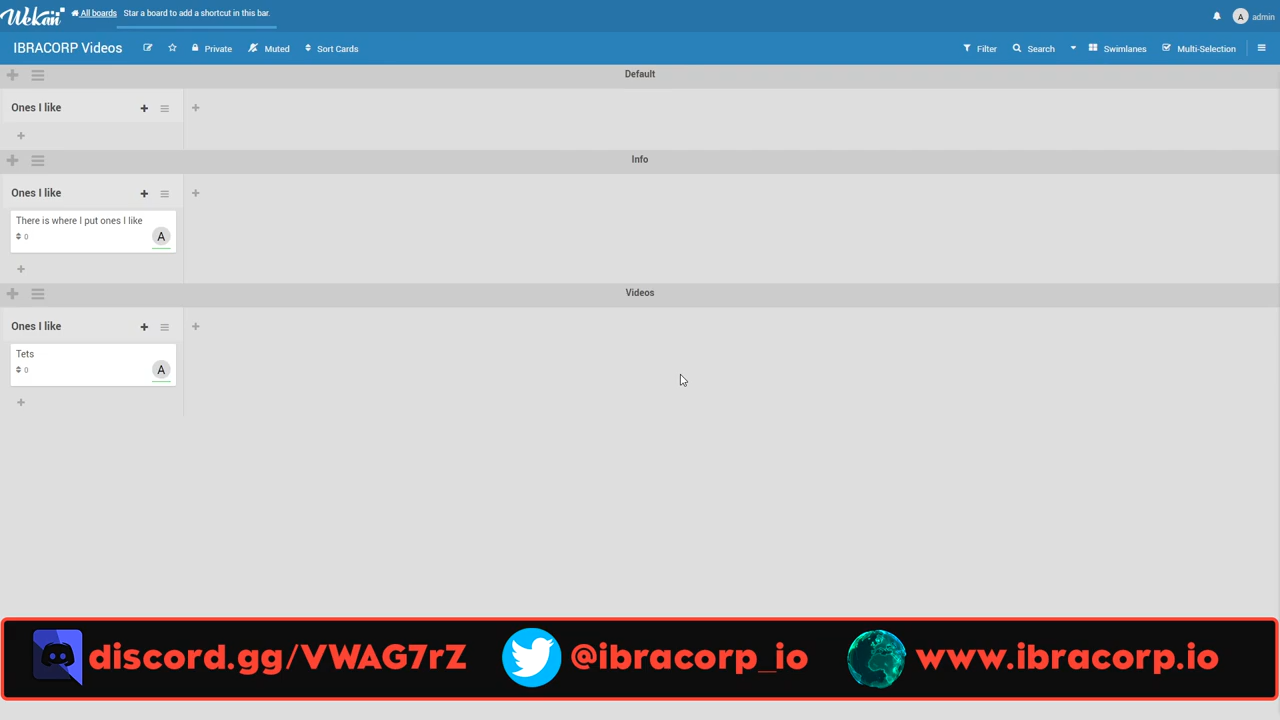 Wekan All boards Star a board to add a shortcut in this bar. A admin
IBRACORP Videos Private Muted Sort Cards Filter Search Swimlanes Multi-Selection
Default
Ones I like
Info
Ones I like
There is where I put ones I like
0 A
Videos
Ones I like
Tets
0 A
discord.gg/VWAG7rZ @ibracorp_io www.ibracorp.io